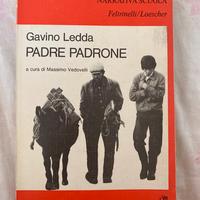 NARRATIVA SCUOLA
Feltrinelli/Loescher
Gavino Ledda
PADRE PADRONE
a cura di Massimo Vedovelli